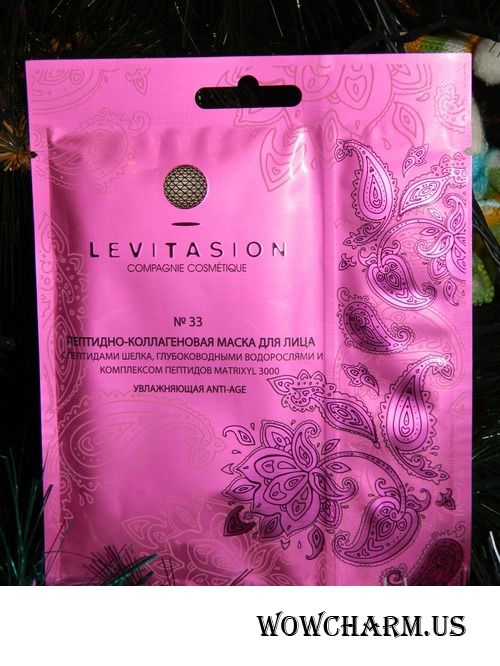 LEVITASION
COMPAGNIE COSMÉTIQUE
№ 33
ПЕПТИДНО-КОЛЛАГЕНОВАЯ МАСКА ДЛЯ ЛИЦА
С ПЕПТИДАМИ ШЕЛКА, ГЛУБОКОВОДНЫМИ ВОДОРОСЛЯМИ И
КОМПЛЕКСОМ ПЕПТИДОВ MATRIXYL 3000
УВЛАЖНЯЮЩАЯ ANTI-AGE
WOWCHARM.US